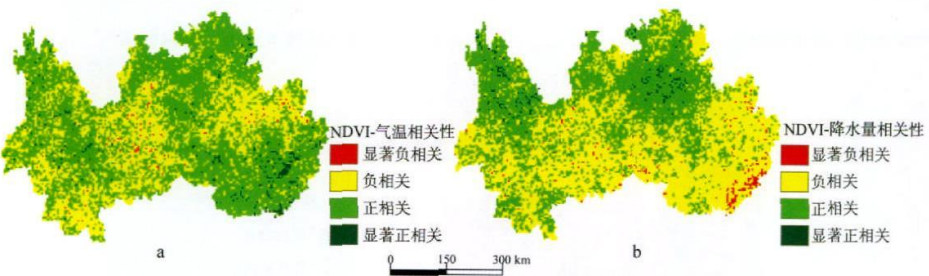 NDVI-气温相关性
显著负相关
负相关
正相关
显著正相关
a
NDVI-降水量相关性
显著负相关
负相关
正相关
显著正相关
b
0 150 300 km